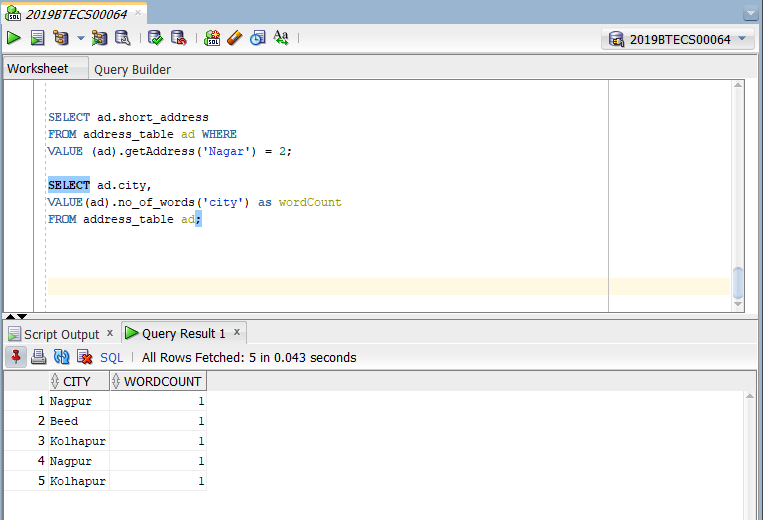 2019BTECS00064 ×
SQL
Aa
2019BTECS00064
Worksheet Query Builder
SELECT ad.short_address
FROM address_table ad WHERE
VALUE (ad).getAddress('Nagar') = 2;
SELECT ad.city,
VALUE(ad).no_of_words('city') as wordCount
FROM address_table ad;
Script Output × Query Result 1 ×
SQL | All Rows Fetched: 5 in 0.043 seconds
CITY WORDCOUNT
1 Nagpur 1
2 Beed 1
3 Kolhapur 1
4 Nagpur 1
5 Kolhapur 1